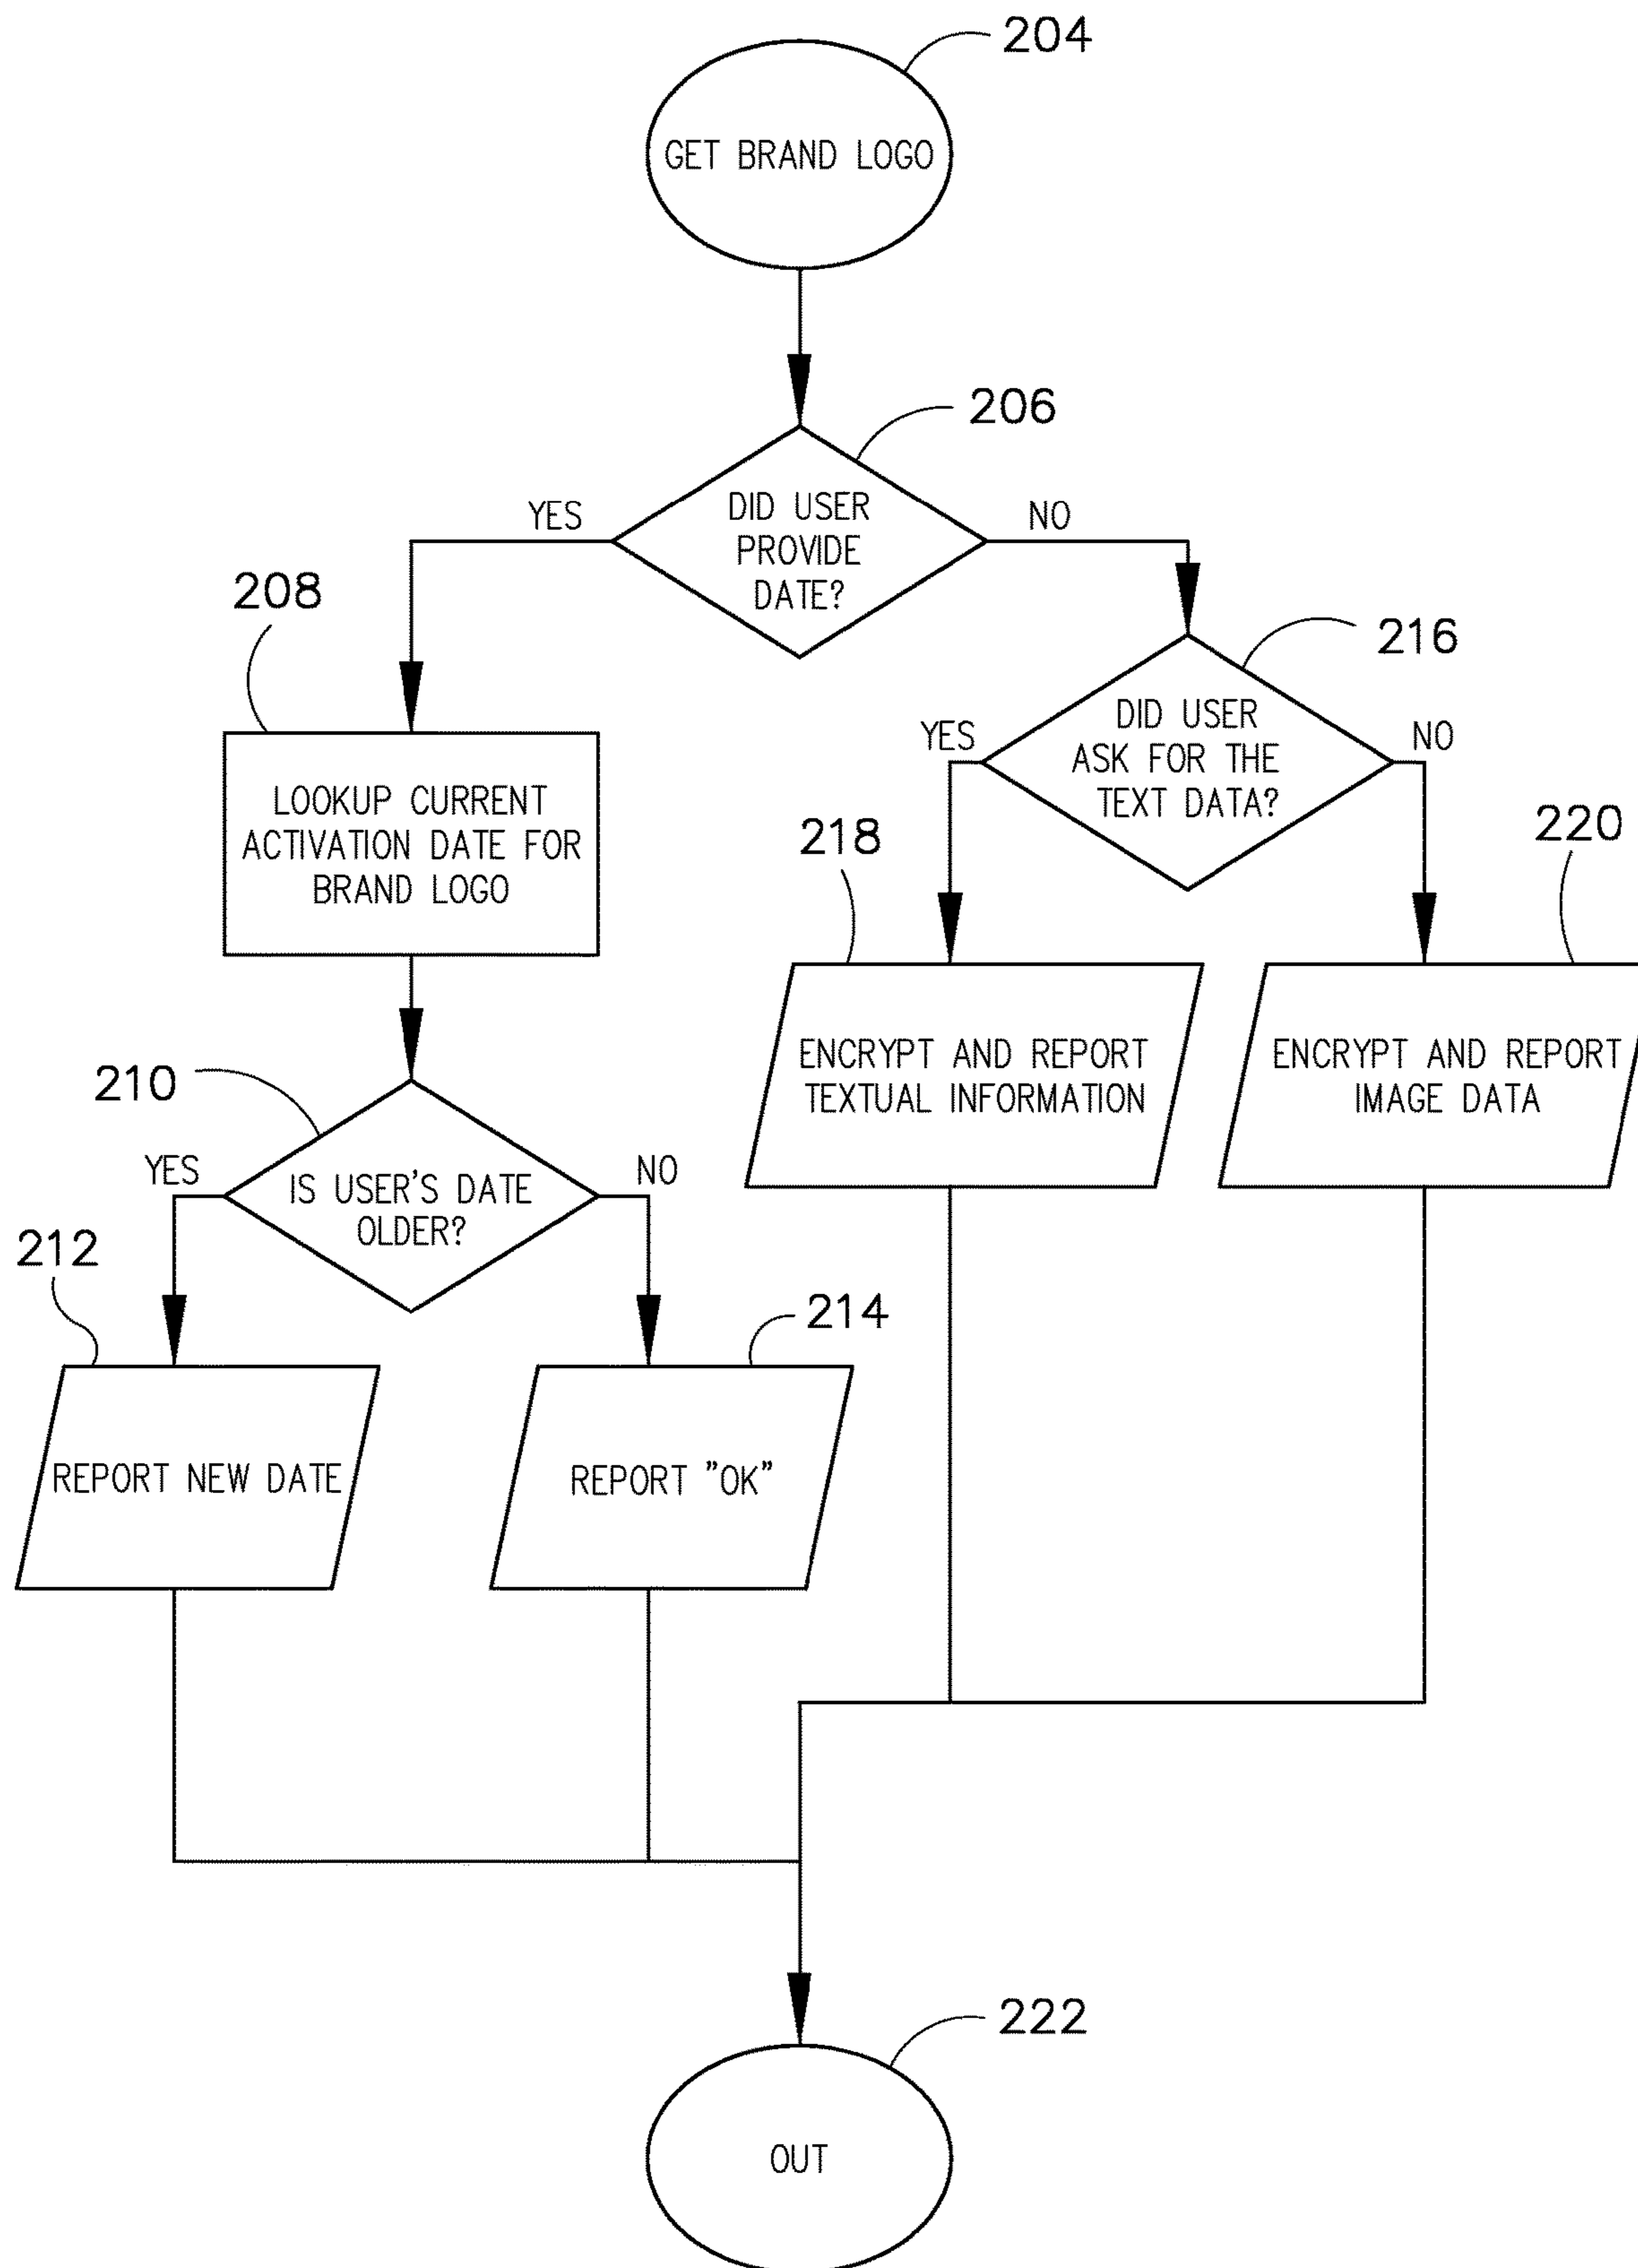 204
GET BRAND LOGO
206
DID USER
PROVIDE
DATE?
YES
NO
208
LOOKUP CURRENT
ACTIVATION DATE FOR
BRAND LOGO
216
DID USER
ASK FOR THE
TEXT DATA?
YES
NO
218
ENCRYPT AND REPORT
TEXTUAL INFORMATION
220
ENCRYPT AND REPORT
IMAGE DATA
210
IS USER'S DATE
OLDER?
YES
NO
212
REPORT NEW DATE
214
REPORT "OK"
222
OUT